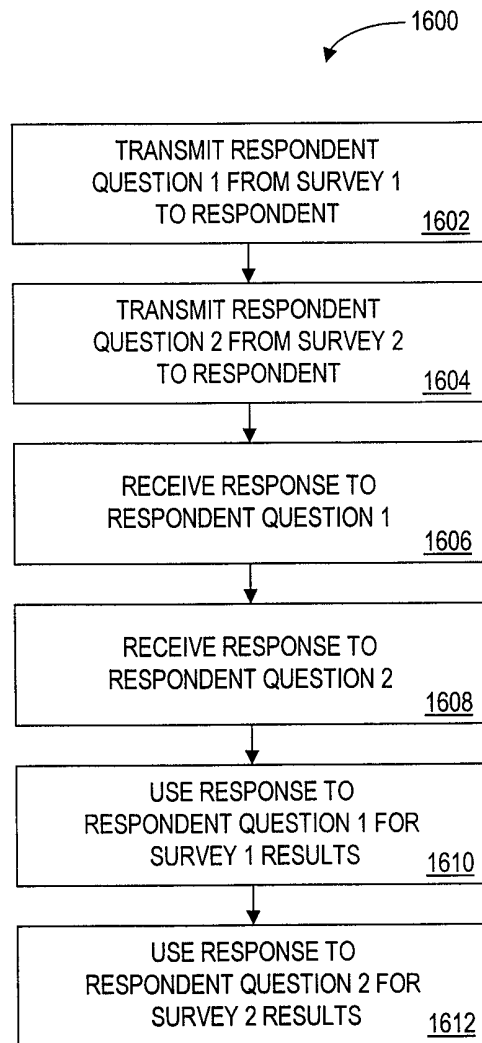 1600
TRANSMIT RESPONDENT
QUESTION 1 FROM SURVEY 1
TO RESPONDENT
1602
TRANSMIT RESPONDENT
QUESTION 2 FROM SURVEY 2
TO RESPONDENT
1604
RECEIVE RESPONSE TO
RESPONDENT QUESTION 1
1606
RECEIVE RESPONSE TO
RESPONDENT QUESTION 2
1608
USE RESPONSE TO
RESPONDENT QUESTION 1 FOR
SURVEY 1 RESULTS
1610
USE RESPONSE TO
RESPONDENT QUESTION 2 FOR
SURVEY 2 RESULTS
1612